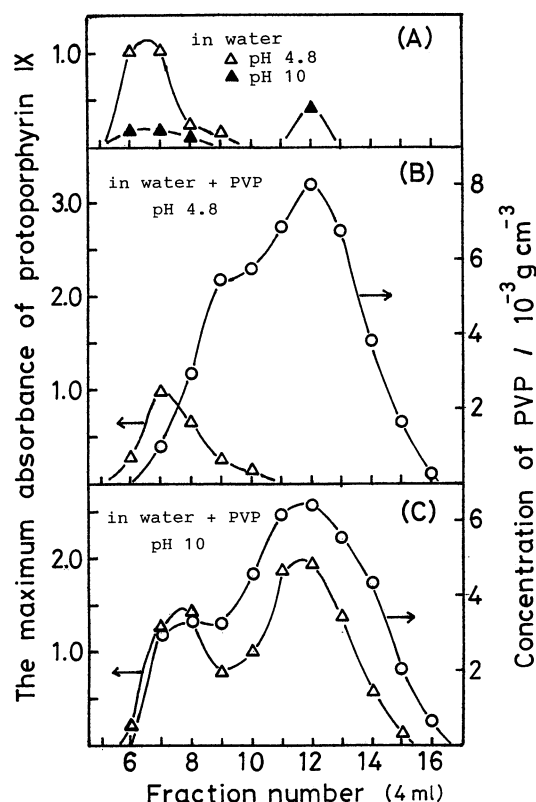 The maximum absorbance of protoporphyrin IX
1.0
in water
△ pH 4.8
▲ pH 10
(A)
3.0
2.0
1.0
in water + PVP
pH 4.8
(B)
8
6
4
2
2.0
1.0
in water + PVP
pH 10
(C)
6
4
2
Concentration of PVP / 10⁻³ g cm⁻³
6 8 10 12 14 16
Fraction number (4 ml)